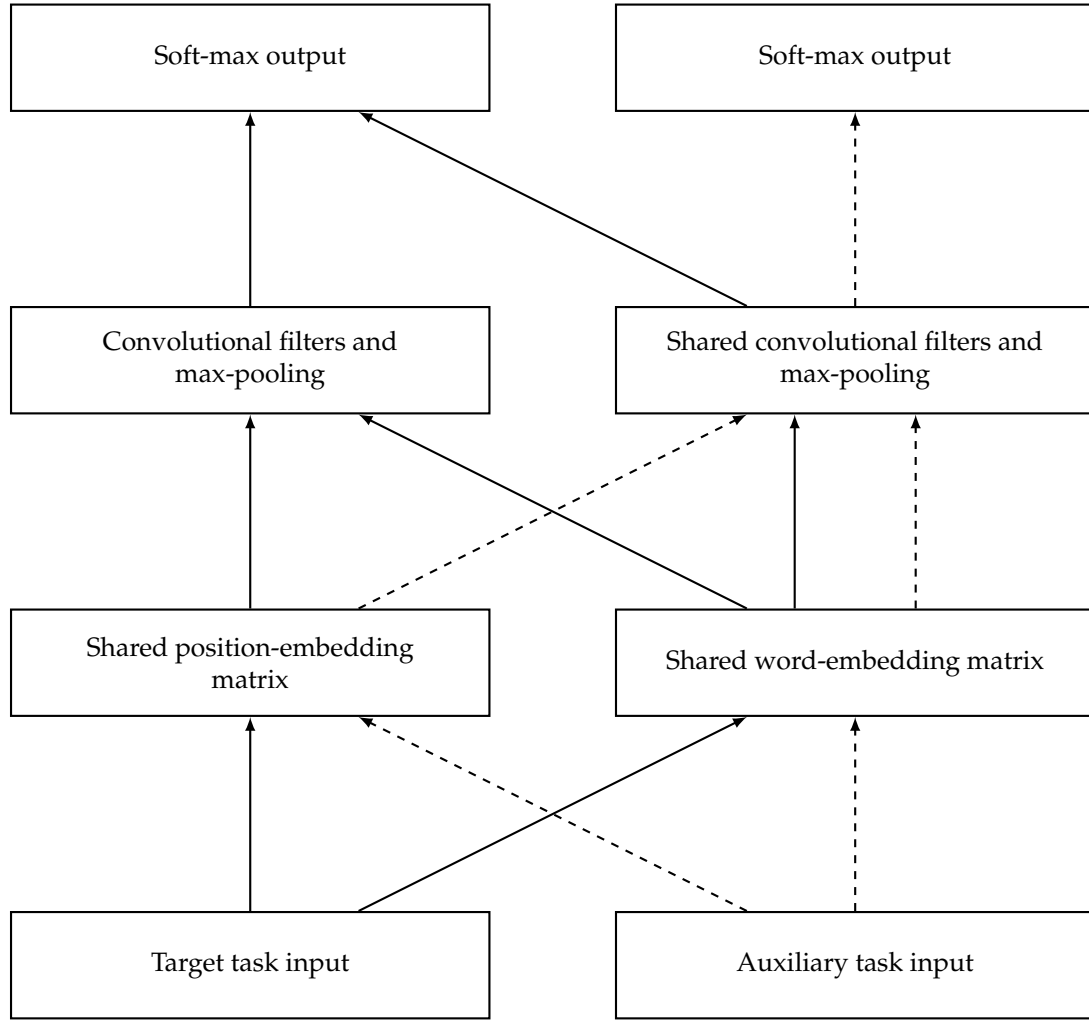 Soft-max output
Soft-max output
Convolutional filters and
max-pooling
Shared convolutional filters and
max-pooling
Shared position-embedding
matrix
Shared word-embedding matrix
Target task input
Auxiliary task input